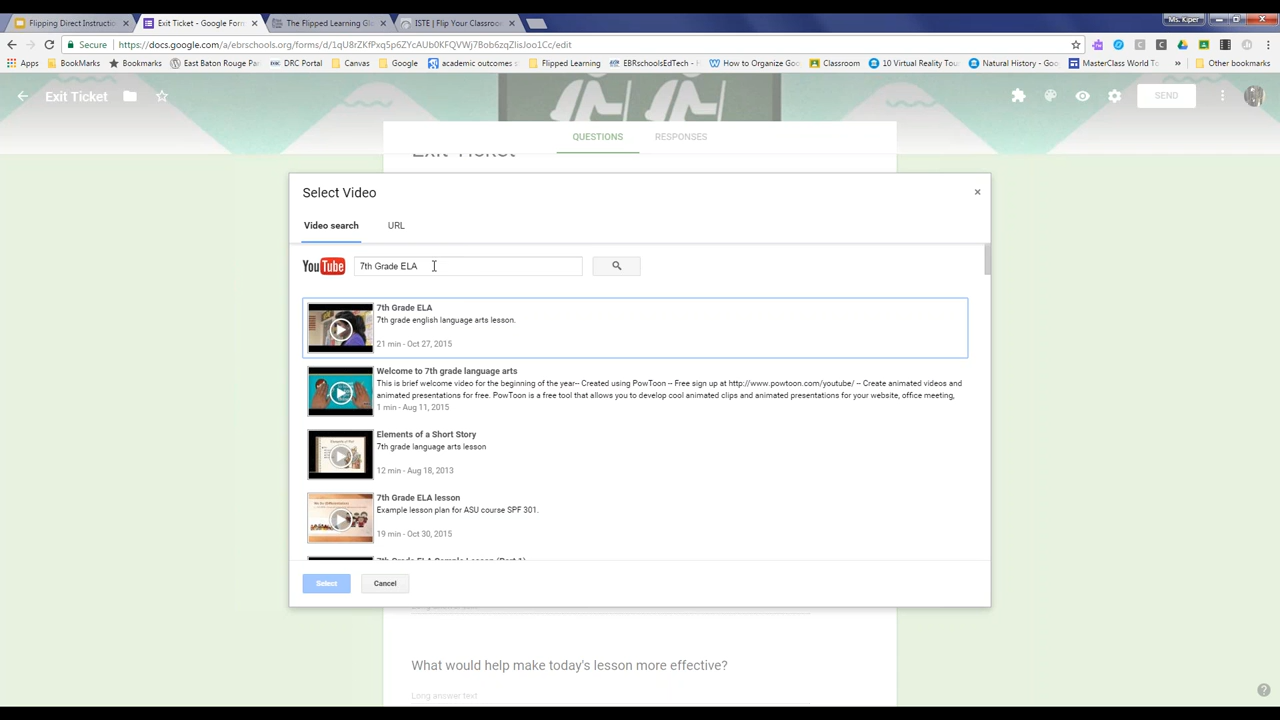 Flipping Direct Instructi
Exit Ticket - Google For
The Flipped Learning Gl
ISTE | Flip Your Classroo
Ms. Kiper
Secure
https://docs.google.com/a/ebrschools.org/forms/d/1qU8rZKfPxq5p6ZYcAUb0KFQVWj7Bob6zqZlisJoo1Cc/edit
Apps
BookMarks
Bookmarks
East Baton Rouge Pa
DRC Portal
Canvas
Google
academic outcomes
Flipped Learning
EBRschoolsEdTech -
How to Organize Goo
Classroom
10 Virtual Reality Tou
Natural History - Goo
MasterClass World T
»
Other bookmarks
Exit Ticket
SEND
QUESTIONS
RESPONSES
Exit Ticket
Select Video
×
Video search
URL
YouTube
7th Grade ELA
7th Grade ELA
7th grade english language arts lesson.
21 min - Oct 27, 2015
Welcome to 7th grade language arts
This is brief welcome video for the beginning of the year-- Created using PowToon -- Free sign up at http://www.powtoon.com/youtube/ -- Create animated videos and
animated presentations for free. PowToon is a free tool that allows you to develop cool animated clips and animated presentations for your website, office meeting,
1 min - Aug 11, 2015
Elements of a Short Story
7th grade language arts lesson
12 min - Aug 18, 2013
7th Grade ELA lesson
Example lesson plan for ASU course SPF 301.
19 min - Oct 30, 2015
7th Grade ELA Sample Lesson (Part 1)
Select
Cancel
What would help make today's lesson more effective?
Long answer text